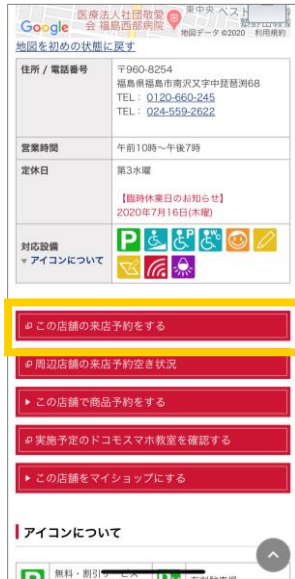 医療法人社団敬愛
会 福島西部病院
東中央 ベスト
Google
地図データ ©2020 利用規約
地図を初めの状態に
戻す
住所 / 電話番号
〒960-8254
福島県福島市南沢又字中琵琶渕68
TEL： 0120-660-245
TEL： 024-559-2622
営業時間
午前10時～午後7時
定休日
第3水曜
【臨時休業日のお知らせ】
2020年7月16日(木曜)
対応設備
▼ アイコンについて
P P WC
この店舗の来店予約をする
周辺店舗の来店予約空き状況
この店舗で商品予約をする
実施予定のドコモスマホ教室を確認する
この店舗をマイショップにする
アイコンについて
P
無料・割引サービス